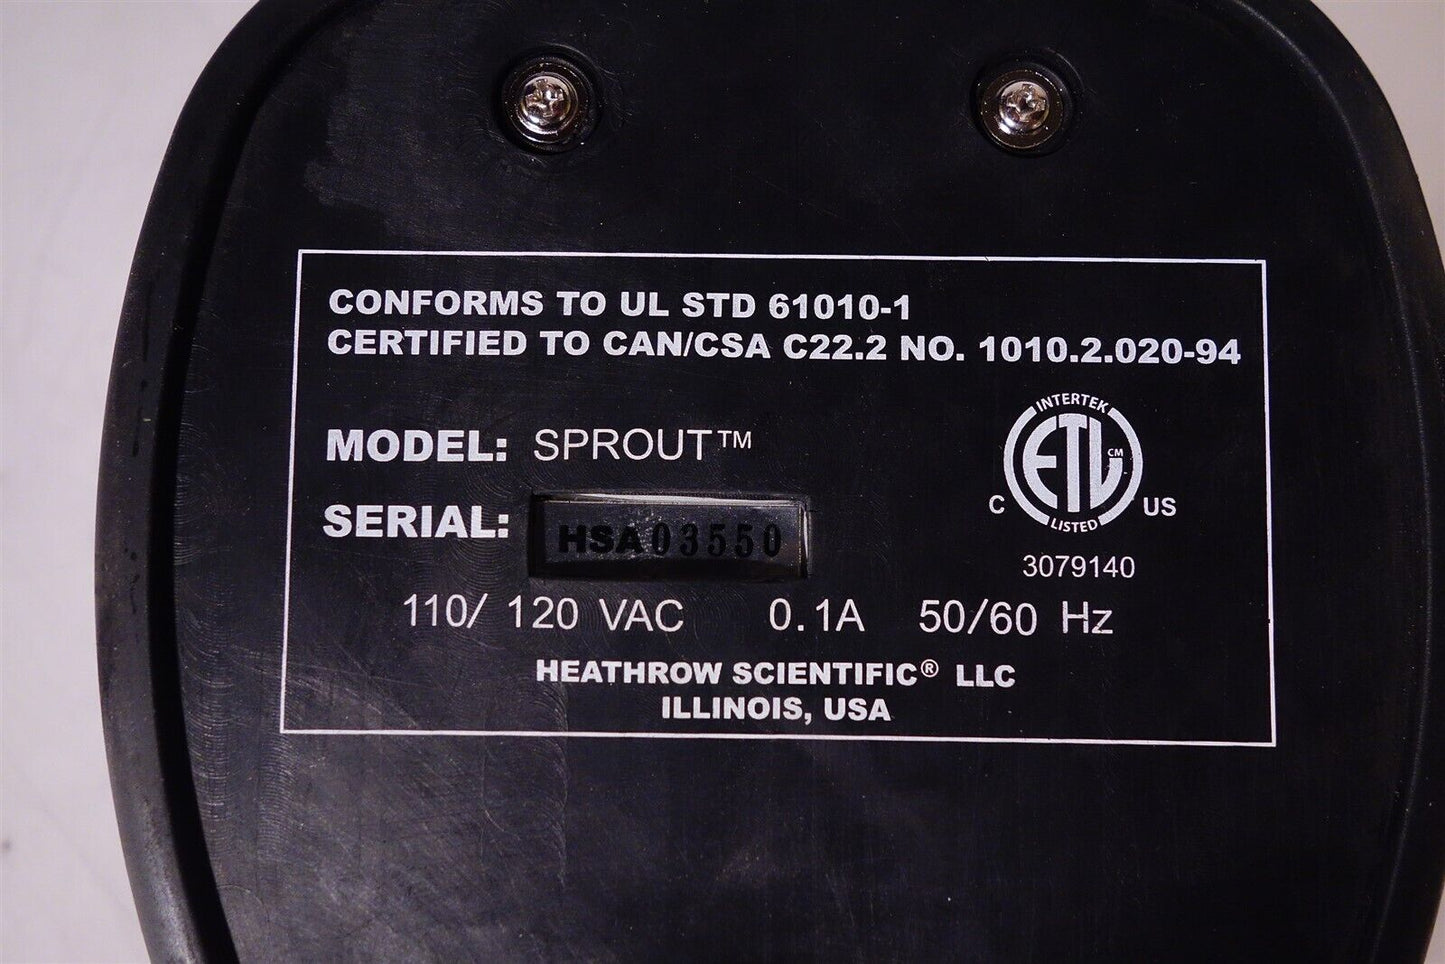 CONFORMS TO UL STD 61010-1
CERTIFIED TO CAN/CSA C22.2 NO. 1010.2.020-94
MODEL: SPROUT™
INTERTEK
ETL CM
C US
LISTED
3079140
SERIAL: HSA03550
110/ 120 VAC 0.1A 50/60 Hz
HEATHROW SCIENTIFIC® LLC
ILLINOIS, USA